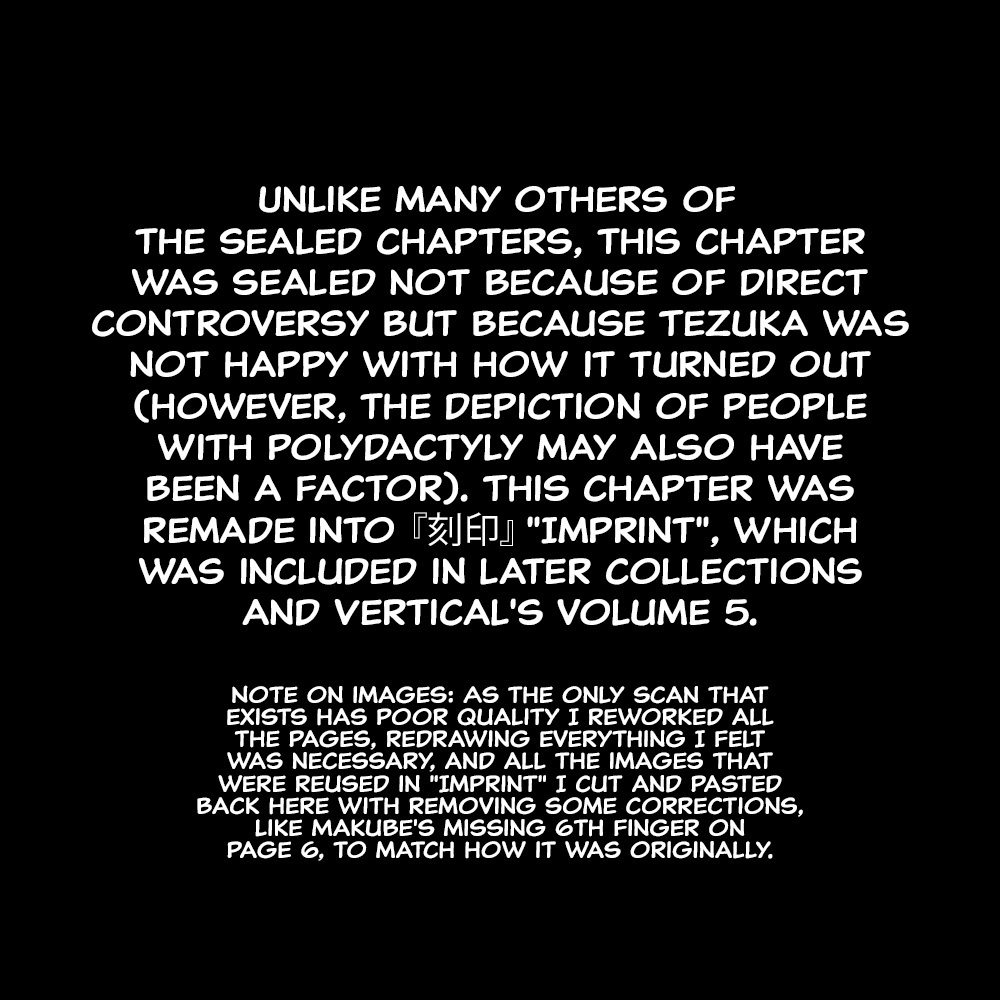 UNLIKE MANY OTHERS OF
THE SEALED CHAPTERS, THIS CHAPTER
WAS SEALED NOT BECAUSE OF DIRECT
CONTROVERSY BUT BECAUSE TEZUKA WAS
NOT HAPPY WITH HOW IT TURNED OUT
(HOWEVER, THE DEPICTION OF PEOPLE
WITH POLYDACTYLY MAY ALSO HAVE
BEEN A FACTOR). THIS CHAPTER WAS
REMADE INTO 『刻印』 "IMPRINT", WHICH
WAS INCLUDED IN LATER COLLECTIONS
AND VERTICAL'S VOLUME 5.
NOTE ON IMAGES: AS THE ONLY SCAN THAT
EXISTS HAS POOR QUALITY I REWORKED ALL
THE PAGES, REDRAWING EVERYTHING I FELT
WAS NECESSARY, AND ALL THE IMAGES THAT
WERE REUSED IN "IMPRINT" I CUT AND PASTED
BACK HERE WITH REMOVING SOME CORRECTIONS,
LIKE MAKUBE'S MISSING 6TH FINGER ON
PAGE 6, TO MATCH HOW IT WAS ORIGINALLY.